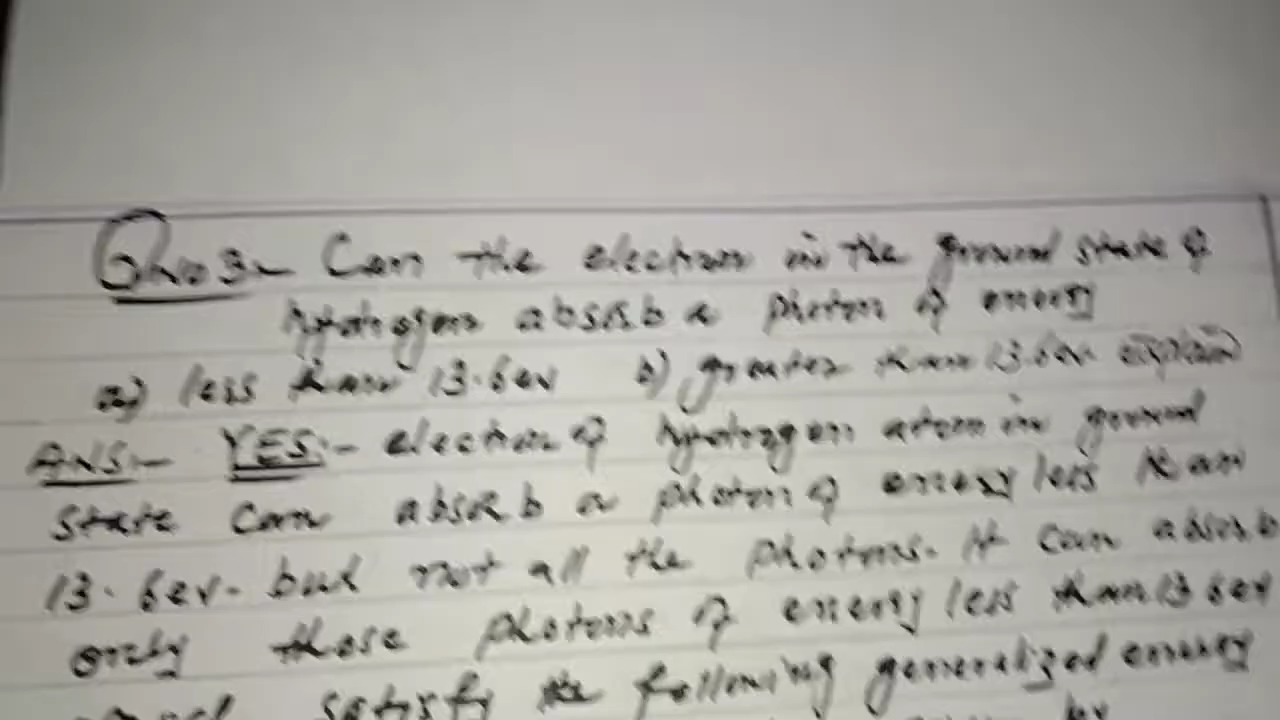 Q.No 3:- Can the electron in the ground state of
hydrogen absorb a photon of energy
a) less than 13.6ev b) greater than 13.6ev explain
ANS:- YES:- electron of hydrogen atom in ground
state can absorb a photon of energy less than
13.6ev. but not all the photons. It can absorb
only those photons of energy less than 13.6ev
satisfy the following generalized energy
by